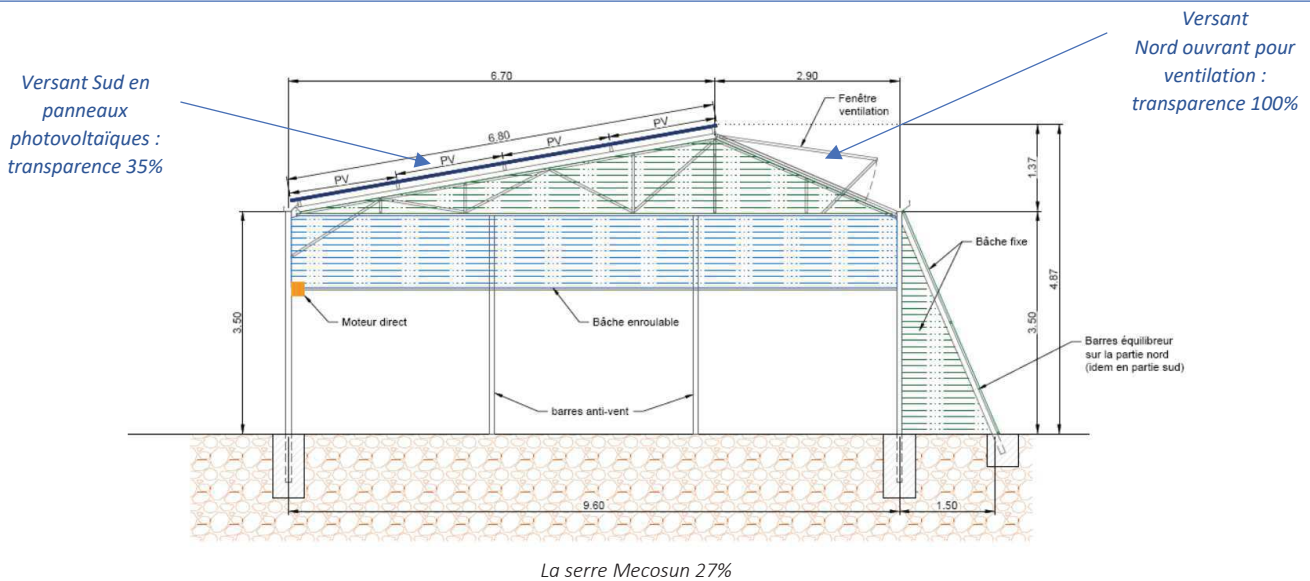 Versant
Nord ouvrant pour
ventilation :
transparence 100%
Versant Sud en
panneaux
photovoltaïques :
transparence 35%
6.70
2.90
Fenêtre
ventilation
6.80
PV
PV
PV
PV
1.37
Bâche fixe
4.87
3.50
3.50
Moteur direct
Bâche enroulable
Barres équilibreur
sur la partie nord
(idem en partie sud)
barres anti-vent
9.60
1.50
La serre Mecosun 27%